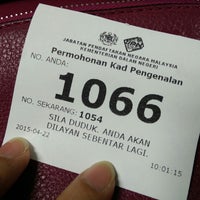 JABATAN PENDAFTARAN NEGARA MALAYSIA
KEMENTERIAN DALAM NEGERI
Permohonan Kad Pengenalan
NO. ANDA:
1066
NO. SEKARANG: 1054
SILA DUDUK. ANDA AKAN
DILAYAN SEBENTAR LAGI.
2015-04-22 10:01:15